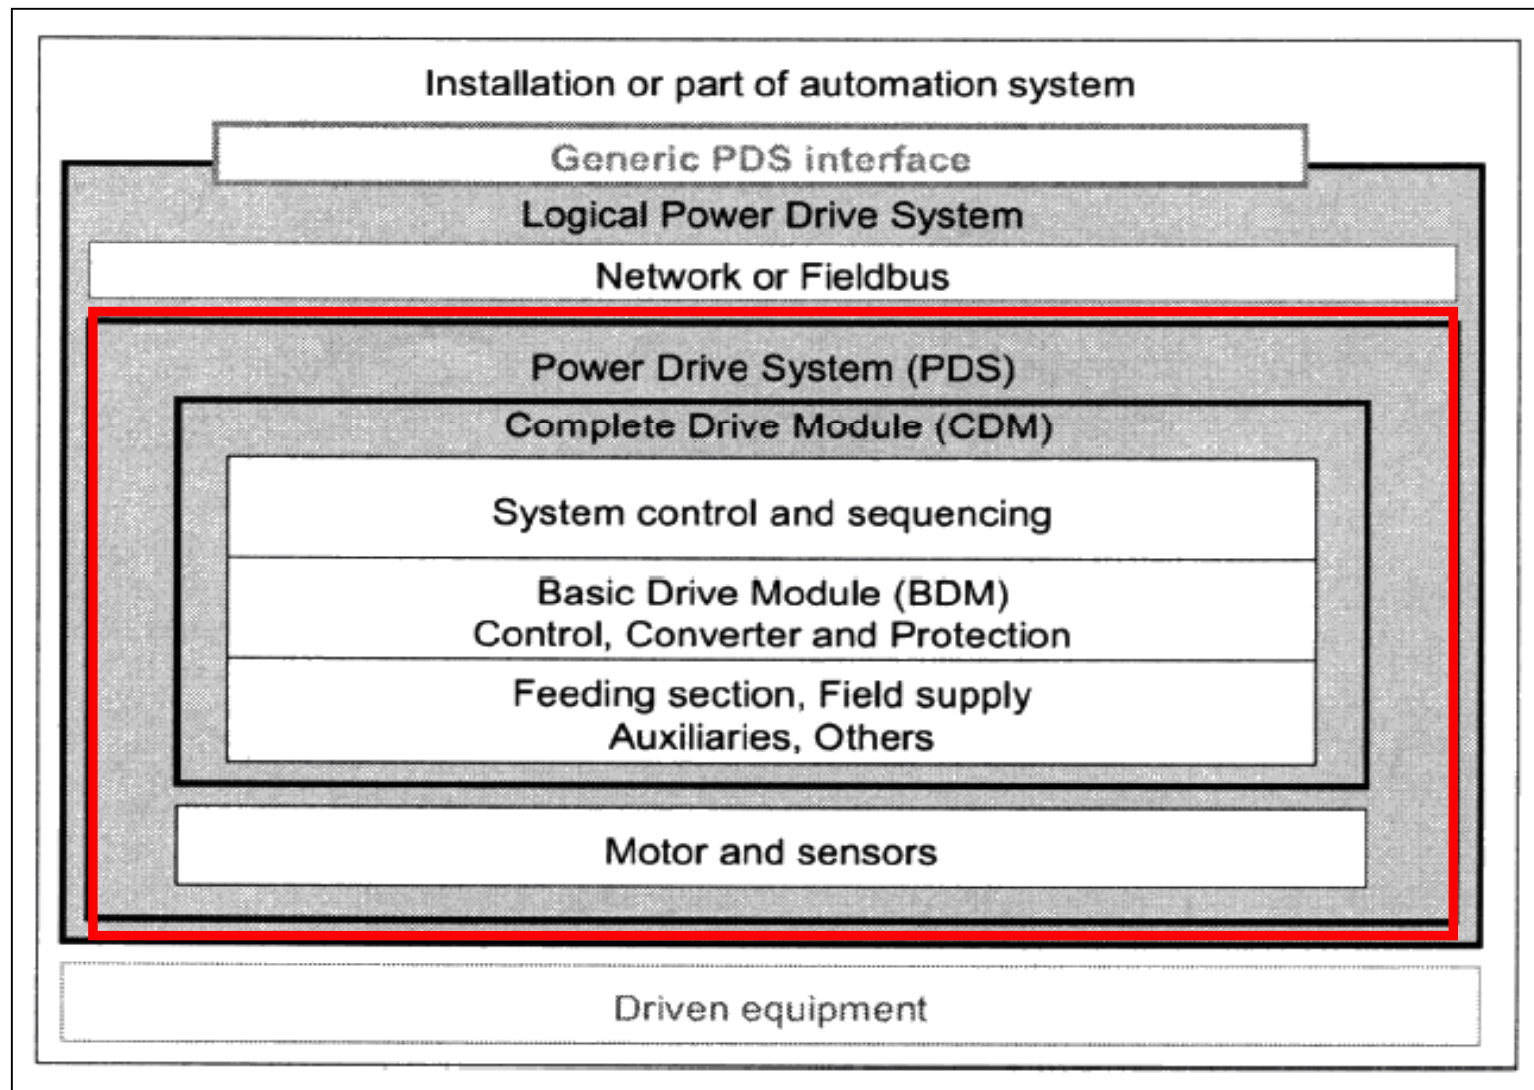 Installation or part of automation system
Generic PDS interface
Logical Power Drive System
Network or Fieldbus
Power Drive System (PDS)
Complete Drive Module (CDM)
System control and sequencing
Basic Drive Module (BDM)
Control, Converter and Protection
Feeding section, Field supply
Auxiliaries, Others
Motor and sensors
Driven equipment